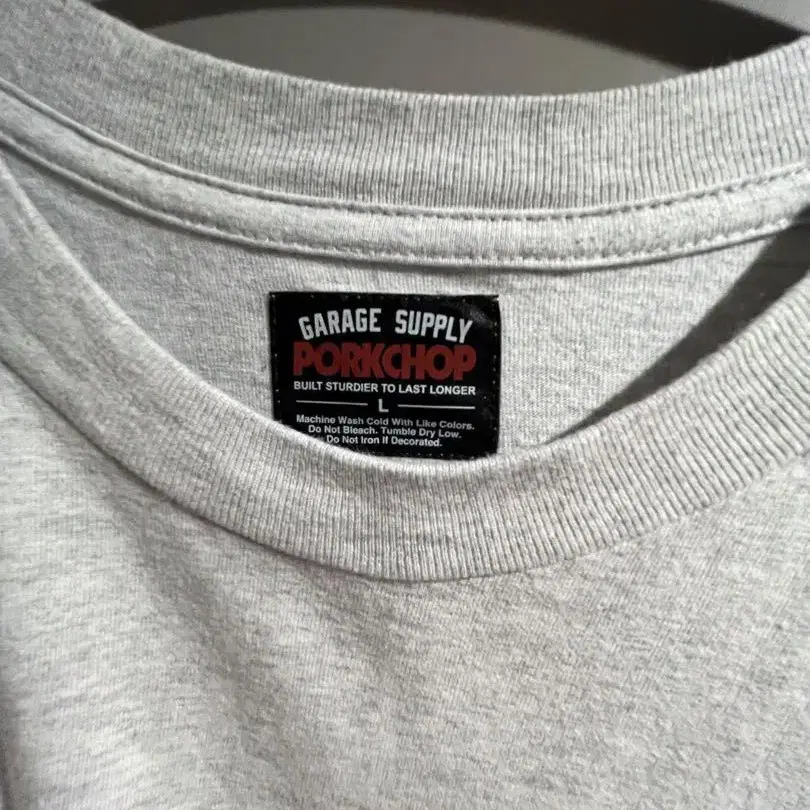 GARAGE SUPPLY
PORKCHOP
BUILT STURDIER TO LAST LONGER
L
Machine Wash Cold With Like Colors.
Do Not Bleach. Tumble Dry Low.
Do Not Iron If Decorated.